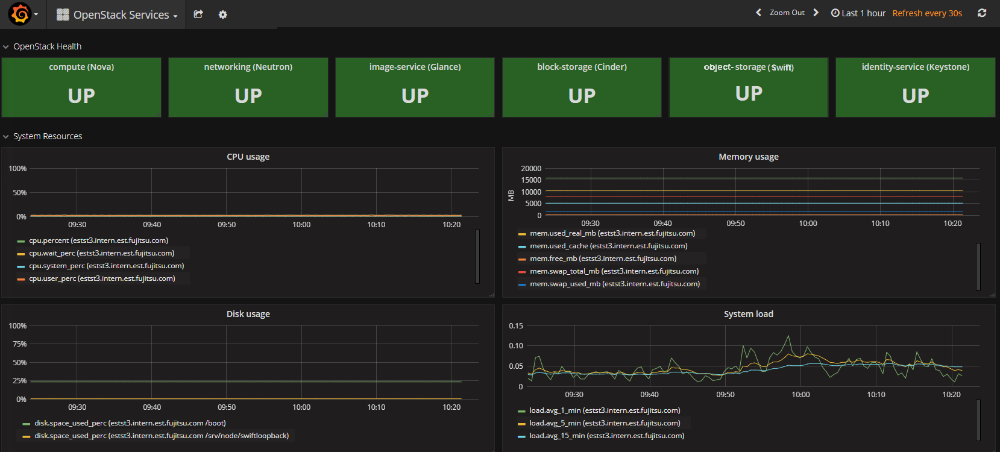 OpenStack Services
Zoom Out
Last 1 hour
Refresh every 30s
OpenStack Health
compute (Nova)
UP
networking (Neutron)
UP
image-service (Glance)
UP
block-storage (Cinder)
UP
object-storage (Swift)
UP
identity-service (Keystone)
UP
System Resources
CPU usage
100%
50%
0%
09:30 09:40 09:50 10:00 10:10 10:20
cpu.percent (estst3.intern.est.fujitsu.com)
cpu.wait_perc (estst3.intern.est.fujitsu.com)
cpu.system_perc (estst3.intern.est.fujitsu.com)
cpu.user_perc (estst3.intern.est.fujitsu.com)
Memory usage
MB
20000
15000
10000
5000
0
09:30 09:40 09:50 10:00 10:10 10:20
mem.used_real_mb (estst3.intern.est.fujitsu.com)
mem.used_cache (estst3.intern.est.fujitsu.com)
mem.free_mb (estst3.intern.est.fujitsu.com)
mem.swap_total_mb (estst3.intern.est.fujitsu.com)
mem.swap_used_mb (estst3.intern.est.fujitsu.com)
Disk usage
100%
75%
50%
25%
0%
09:30 09:40 09:50 10:00 10:10 10:20
disk.space_used_perc (estst3.intern.est.fujitsu.com /boot)
disk.space_used_perc (estst3.intern.est.fujitsu.com /srv/node/swiftloopback)
System load
0.15
0.10
0.05
0
09:30 09:40 09:50 10:00 10:10 10:20
load.avg_1_min (estst3.intern.est.fujitsu.com)
load.avg_5_min (estst3.intern.est.fujitsu.com)
load.avg_15_min (estst3.intern.est.fujitsu.com)